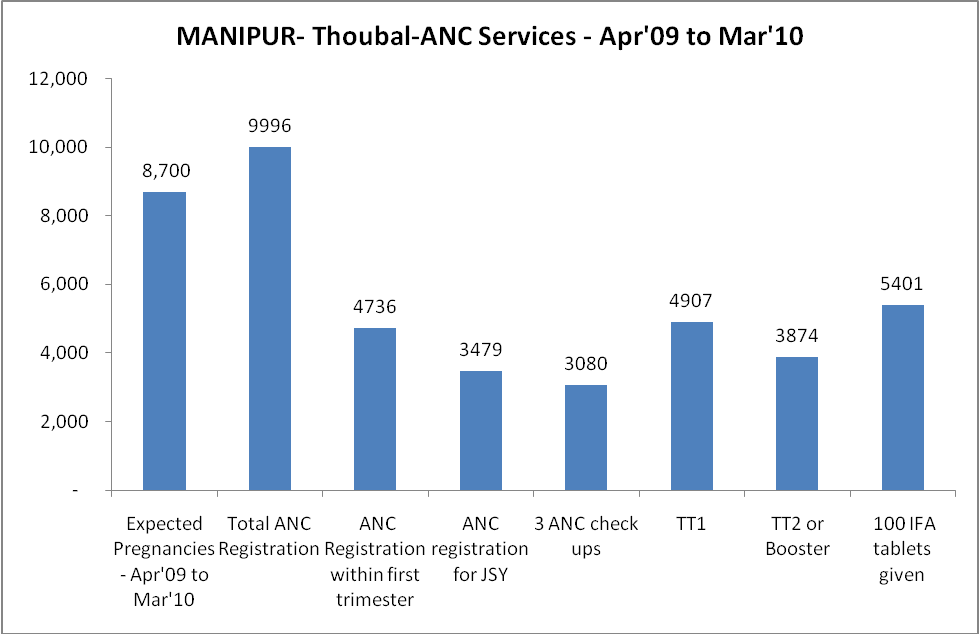 MANIPUR- Thoubal-ANC Services - Apr'09 to Mar'10
12,000
10,000
8,000
6,000
4,000
2,000
-
8,700
9996
4736
3479
3080
4907
3874
5401
Expected
Pregnancies
- Apr'09 to
Mar'10
Total ANC
Registration
ANC
Registration
within first
trimester
ANC
registration
for JSY
3 ANC check
ups
TT1
TT2 or
Booster
100 IFA
tablets
given